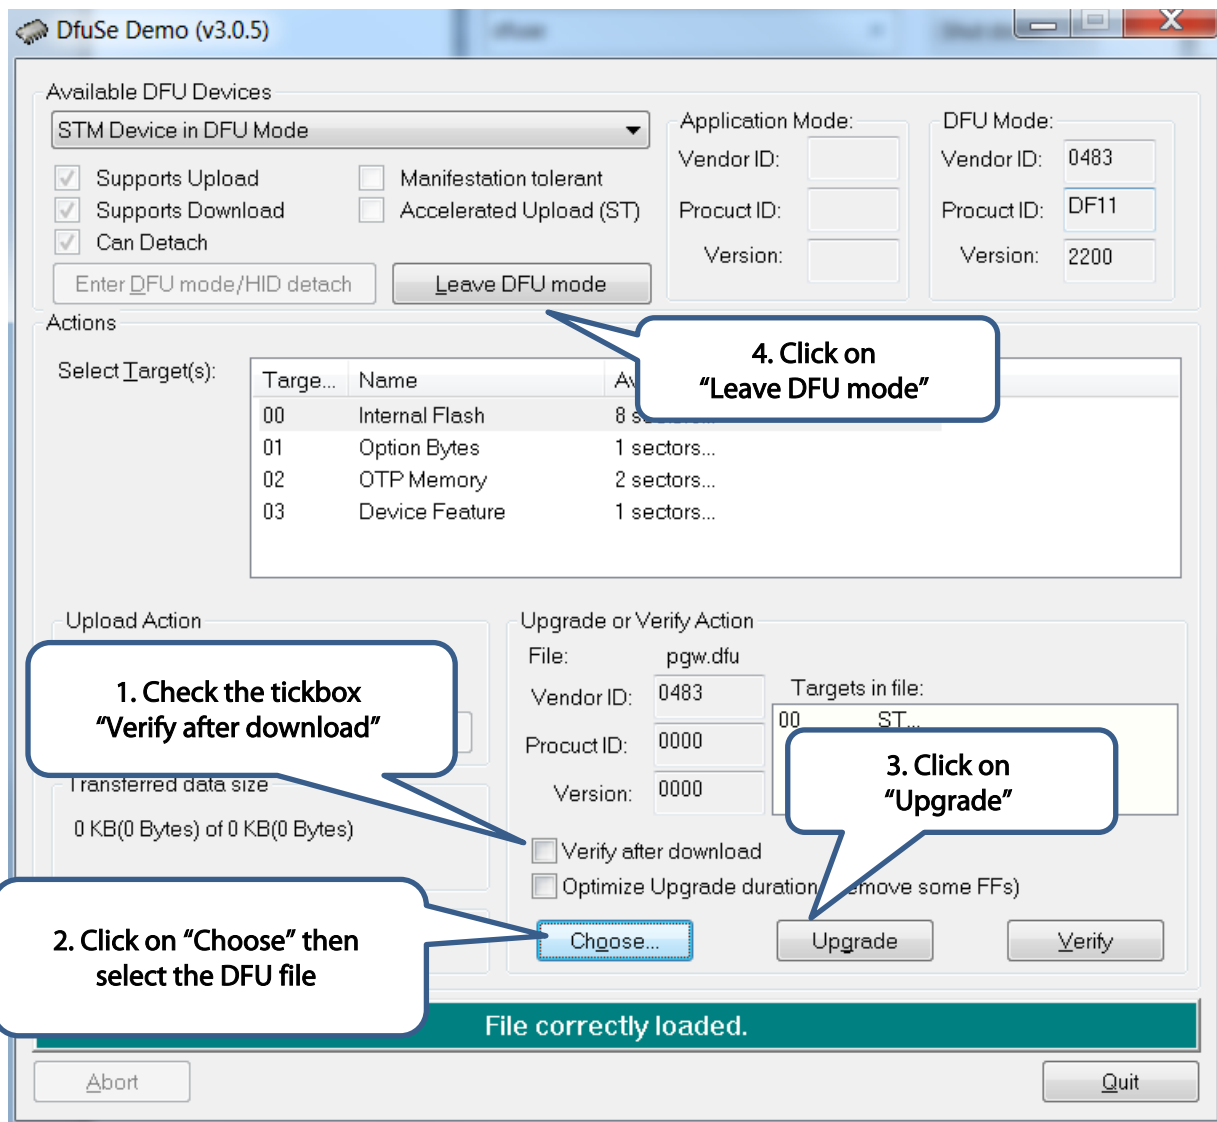 DfuSe Demo (v3.0.5)
Available DFU Devices
STM Device in DFU Mode
Supports Upload
Manifestation tolerant
Supports Download
Accelerated Upload (ST)
Can Detach
Enter DFU mode/HID detach
Leave DFU mode
Application Mode:
Vendor ID:
Procuct ID:
Version:
DFU Mode:
Vendor ID: 0483
Procuct ID: DF11
Version: 2200
Actions
4. Click on
“Leave DFU mode”
Select Target(s):
Targe... Name
00 Internal Flash 8
01 Option Bytes 1 sectors...
02 OTP Memory 2 sectors...
03 Device Feature 1 sectors...
Upload Action
1. Check the tickbox
“Verify after download”
Transferred data size
0 KB(0 Bytes) of 0 KB(0 Bytes)
2. Click on “Choose” then
select the DFU file
Upgrade or Verify Action
File: pgw.dfu
Vendor ID: 0483
Procuct ID: 0000
Version: 0000
Targets in file:
00 ST...
3. Click on
“Upgrade”
Verify after download
Optimize Upgrade duration some FFs)
Choose...
Upgrade
Verify
File correctly loaded.
Abort
Quit